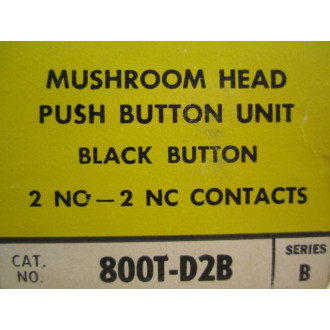 MUSHROOM HEAD
PUSH BUTTON UNIT
BLACK BUTTON
2 NO — 2 NC CONTACTS
CAT. NO. 800T-D2B SERIES B